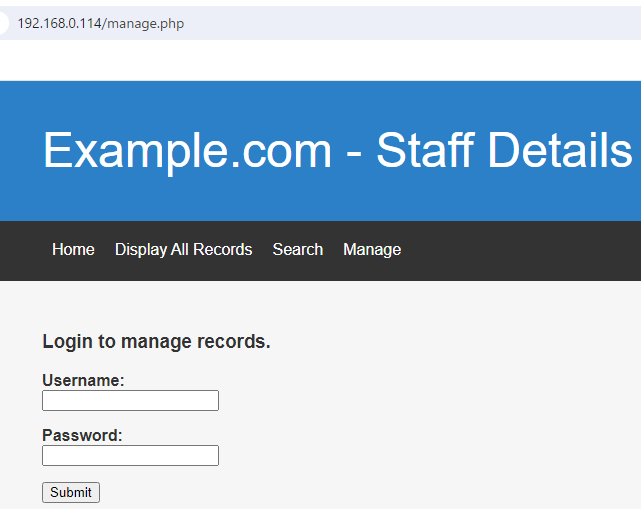 192.168.0.114/manage.php
Example.com - Staff Details
Home Display All Records Search Manage
Login to manage records.
Username:
Password:
Submit